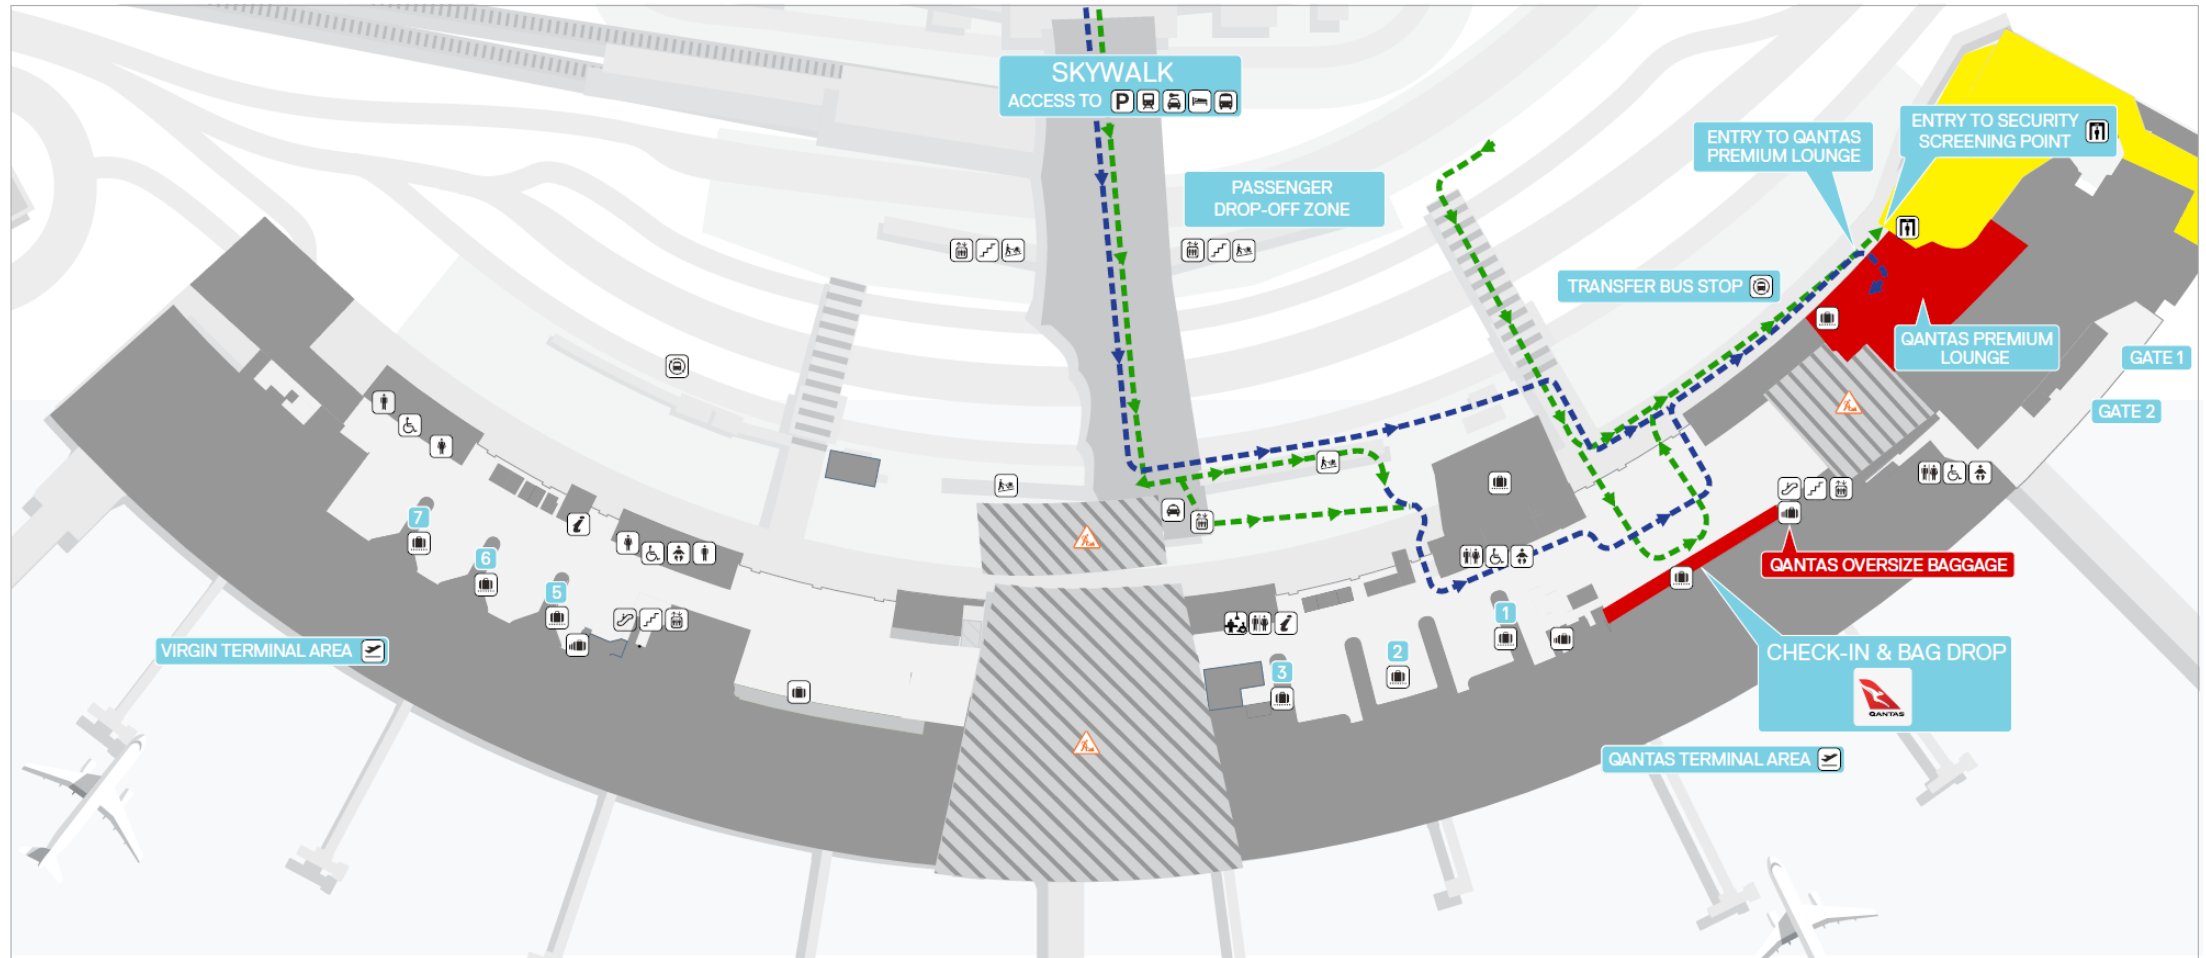 SKYWALK
ACCESS TO P
PASSENGER
DROP-OFF ZONE
ENTRY TO QANTAS
PREMIUM LOUNGE
ENTRY TO SECURITY
SCREENING POINT
TRANSFER BUS STOP
QANTAS PREMIUM
LOUNGE
GATE 1
GATE 2
7
6
5
3
2
1
QANTAS OVERSIZE BAGGAGE
CHECK-IN & BAG DROP
QANTAS
VIRGIN TERMINAL AREA
QANTAS TERMINAL AREA